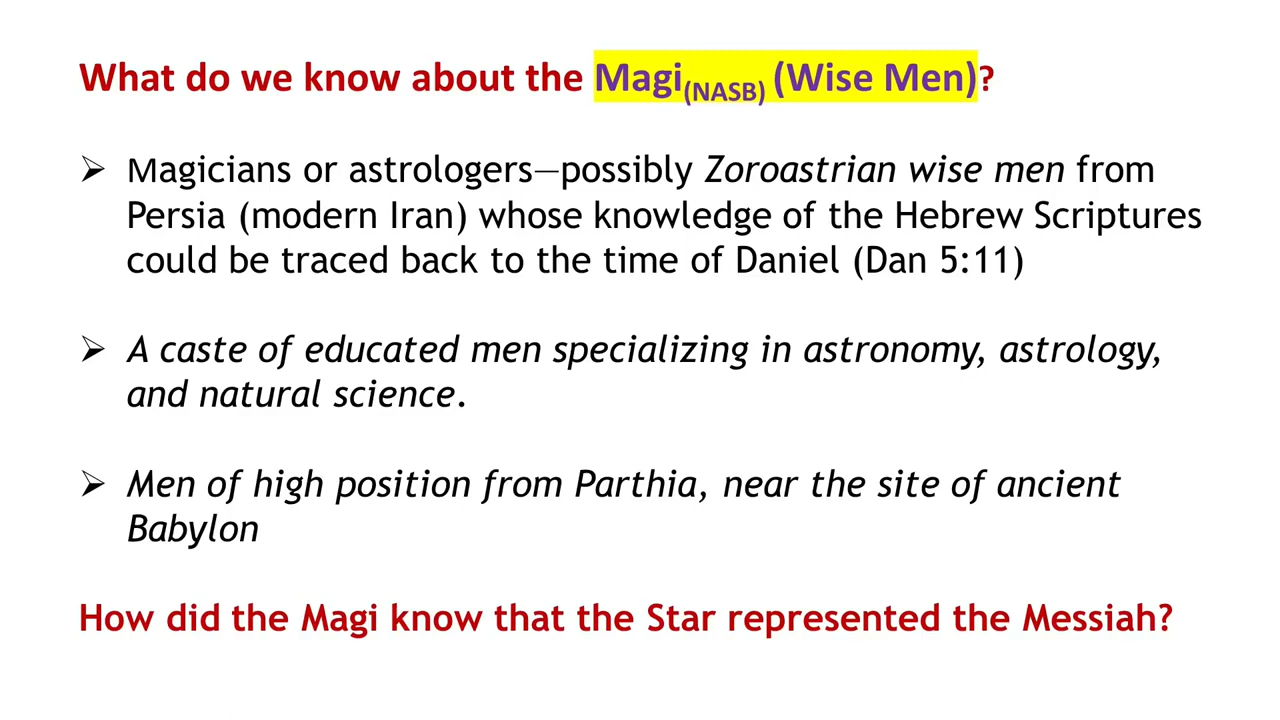 What do we know about the Magi(NASB) (Wise Men)?
➢ Magicians or astrologers—possibly Zoroastrian wise men from
Persia (modern Iran) whose knowledge of the Hebrew Scriptures
could be traced back to the time of Daniel (Dan 5:11)
➢ A caste of educated men specializing in astronomy, astrology,
and natural science.
➢ Men of high position from Parthia, near the site of ancient
Babylon
How did the Magi know that the Star represented the Messiah?